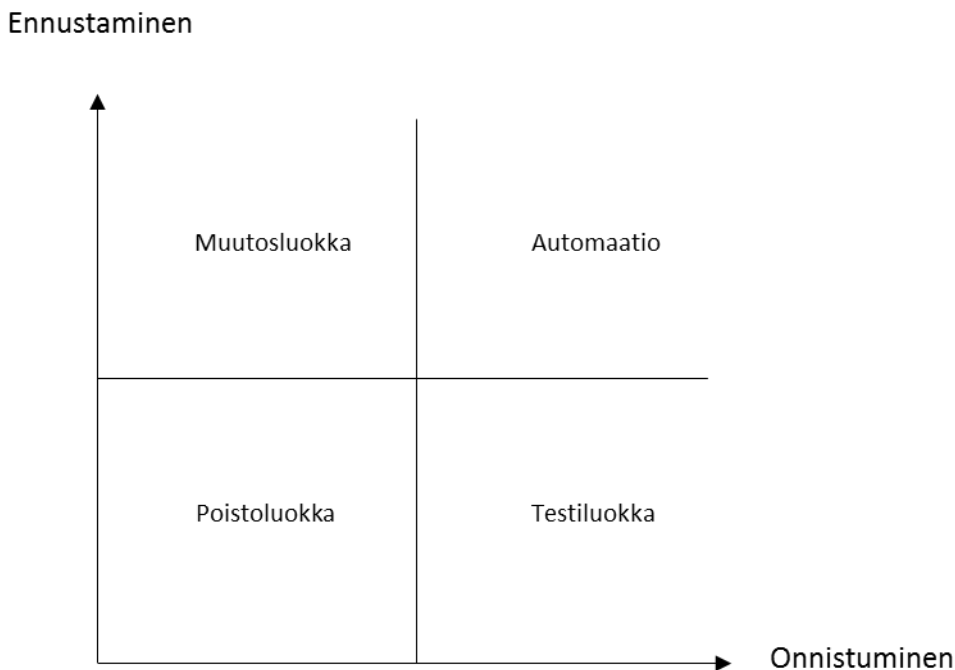 Ennustaminen
Muutosluokka
Automaatio
Poistoluokka
Testiluokka
Onnistuminen